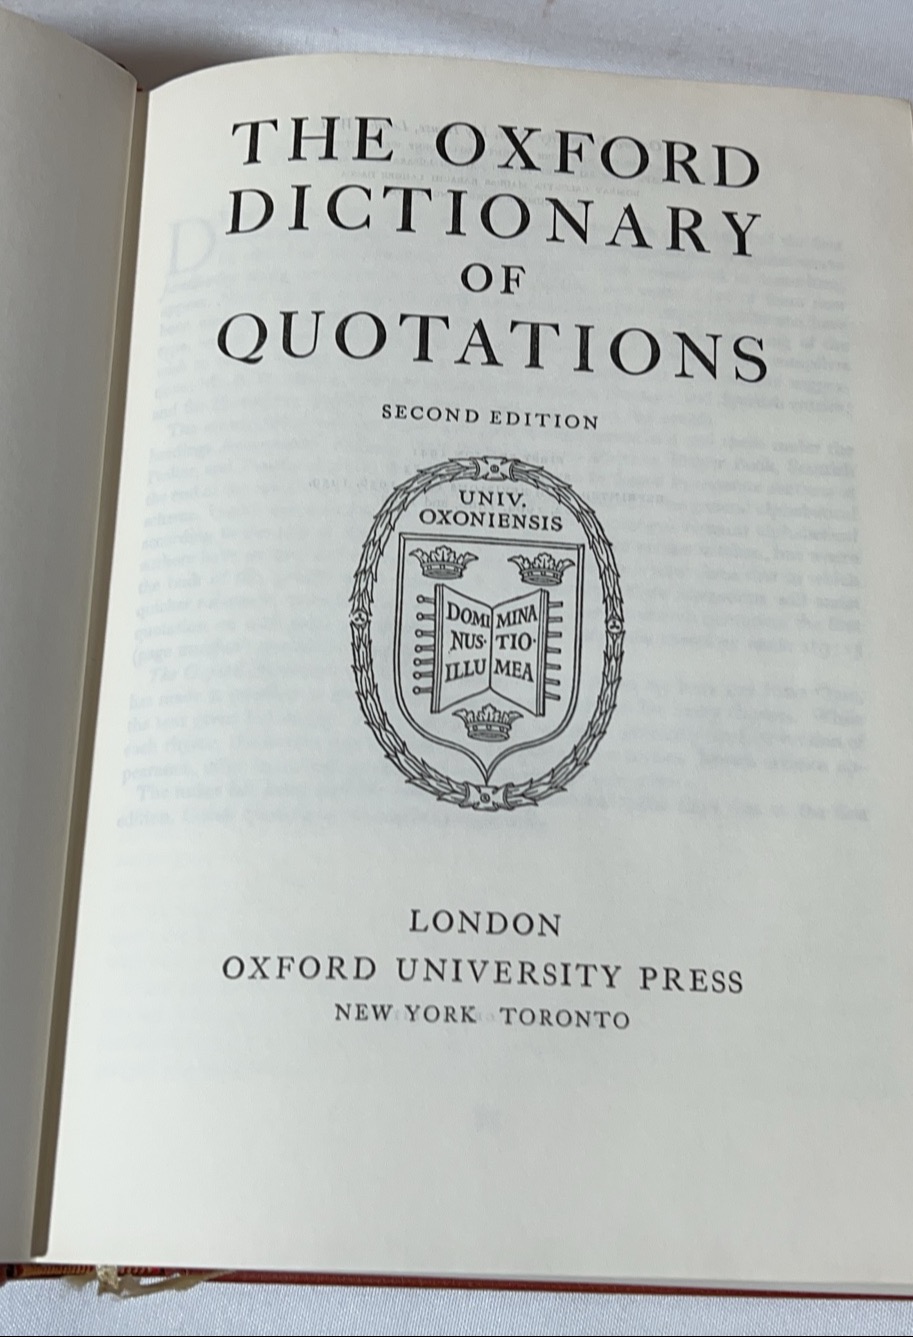 THE OXFORD
DICTIONARY
OF
QUOTATIONS
SECOND EDITION
UNIV.
OXONIENSIS
DOMI MINA
NUS· TIO·
ILLU MEA
LONDON
OXFORD UNIVERSITY PRESS
NEW YORK TORONTO